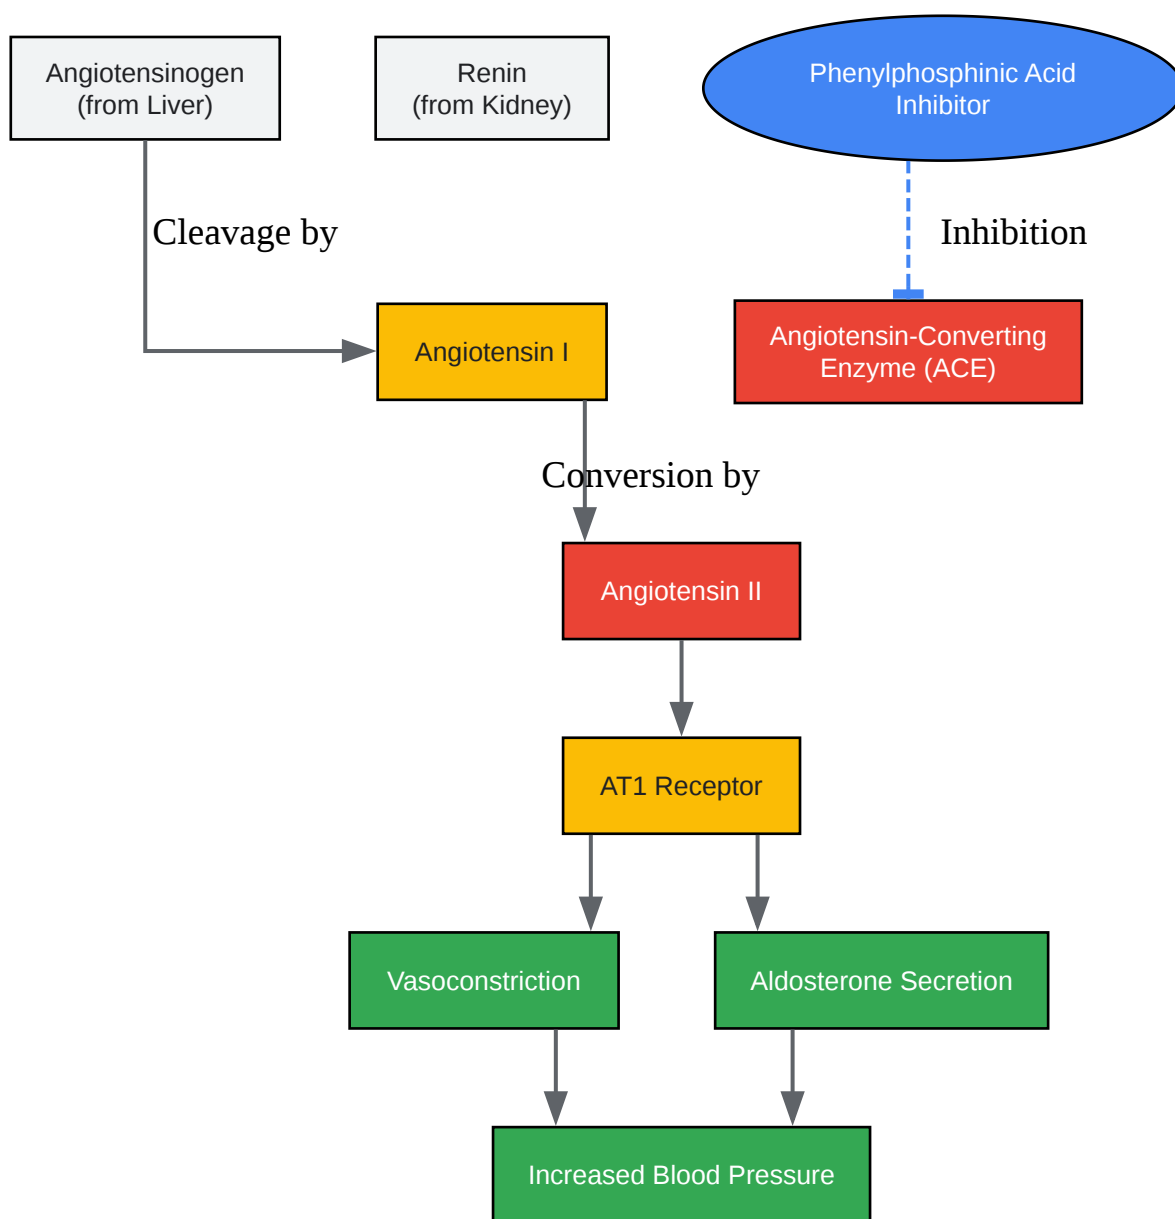 Angiotensinogen
(from Liver)
Renin
(from Kidney)
Phenylphosphinic Acid
Inhibitor
Cleavage by
Inhibition
Angiotensin I
Angiotensin-Converting
Enzyme (ACE)
Conversion by
Angiotensin II
AT1 Receptor
Vasoconstriction
Aldosterone Secretion
Increased Blood Pressure